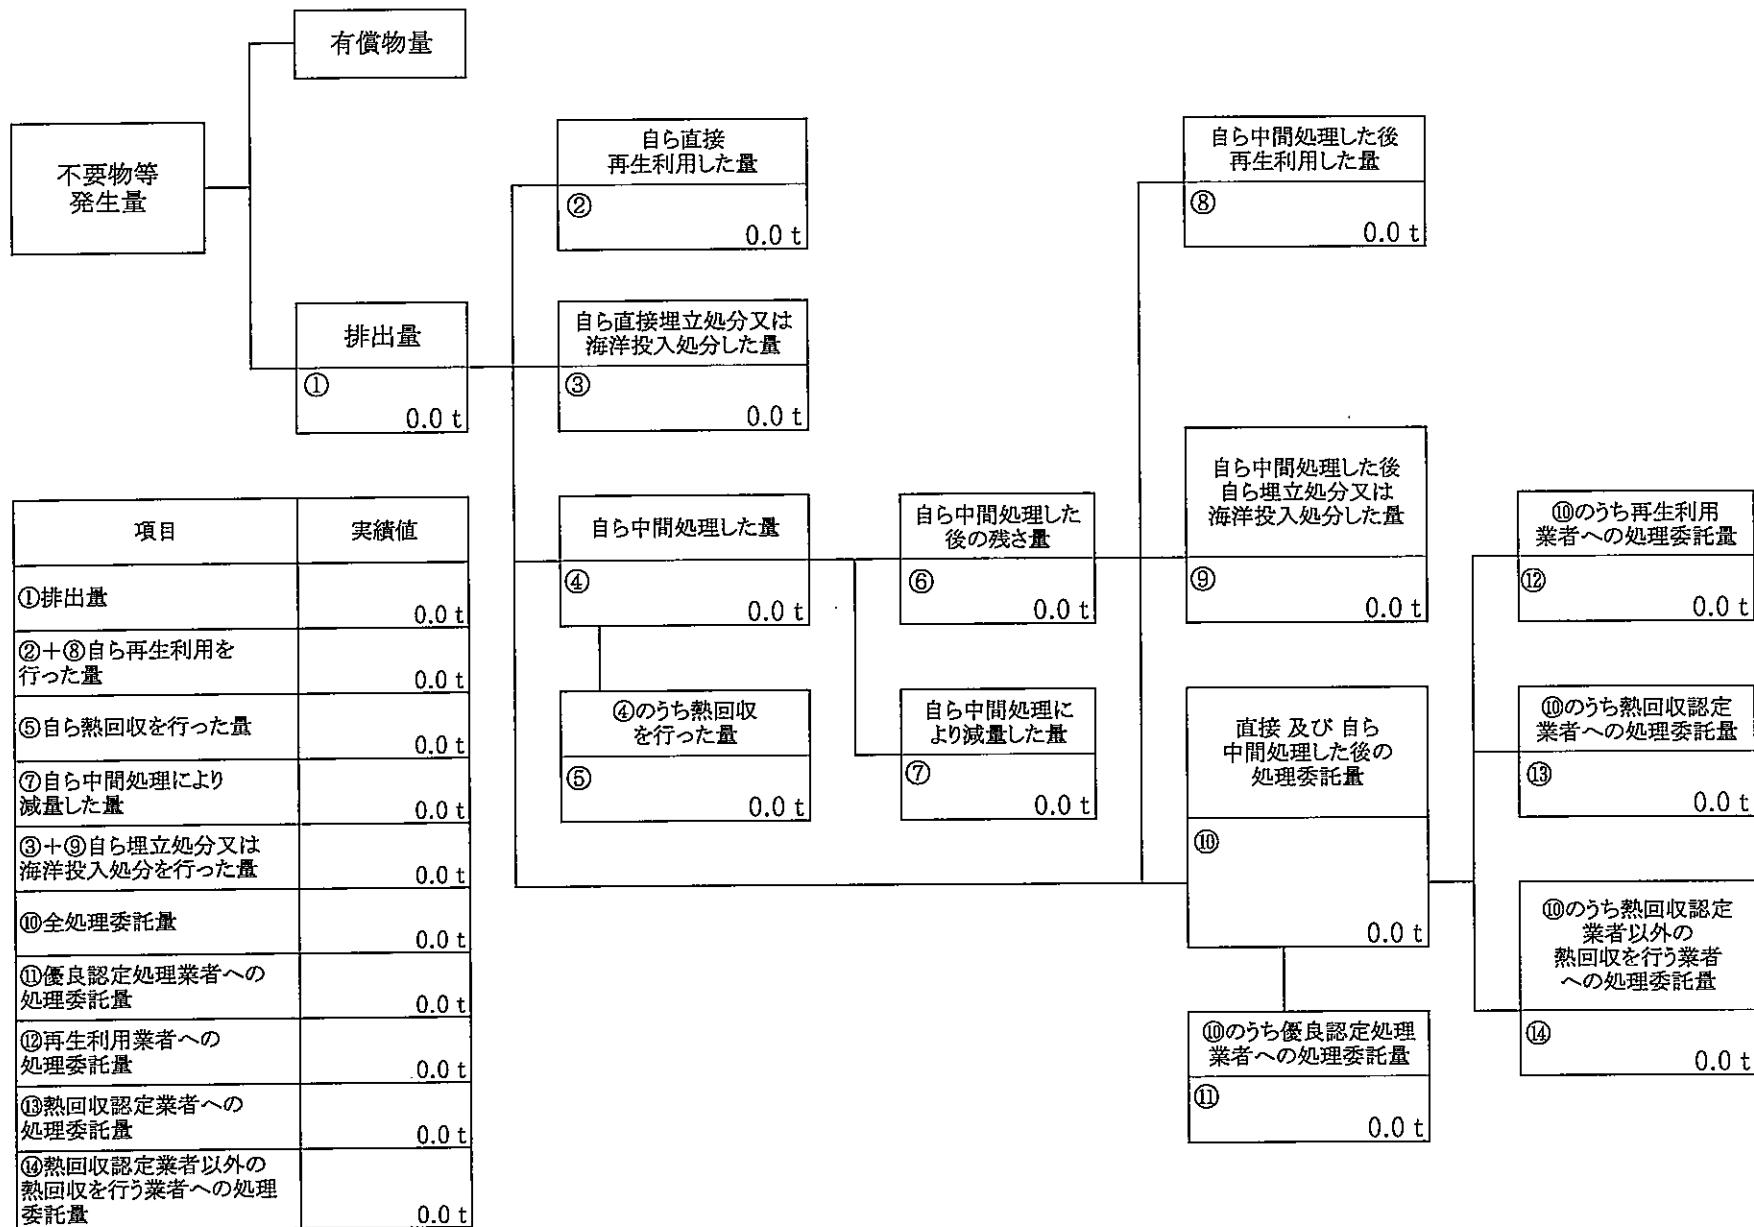 有償物量
不要物等
発生量
排出量
①
0.0 t
自ら直接
再生利用した量
②
0.0 t
自ら直接埋立処分又は
海洋投入処分した量
③
0.0 t
自ら中間処理した量
④
0.0 t
④のうち熱回収
を行った量
⑤
0.0 t
自ら中間処理した
後の残さ量
⑥
0.0 t
自ら中間処理に
より減量した量
⑦
0.0 t
自ら中間処理した後
再生利用した量
⑧
0.0 t
自ら中間処理した後
自ら埋立処分又は
海洋投入処分した量
⑨
0.0 t
直接 及び 自ら
中間処理した後の
処理委託量
⑩
0.0 t
⑩のうち優良認定処理
業者への処理委託量
⑪
0.0 t
⑩のうち再生利用
業者への処理委託量
⑫
0.0 t
⑩のうち熱回収認定
業者への処理委託量
⑬
0.0 t
⑩のうち熱回収認定
業者以外の
熱回収を行う業者
への処理委託量
⑭
0.0 t
項目 実績値
①排出量
0.0 t
②+⑧自ら再生利用を
行った量
0.0 t
⑤自ら熱回収を行った量
0.0 t
⑦自ら中間処理により
減量した量
0.0 t
③+⑨自ら埋立処分又は
海洋投入処分を行った量
0.0 t
⑩全処理委託量
0.0 t
⑪優良認定処理業者への
処理委託量
0.0 t
⑫再生利用業者への
処理委託量
0.0 t
⑬熱回収認定業者への
処理委託量
0.0 t
⑭熱回収認定業者以外の
熱回収を行う業者への処理
委託量
0.0 t